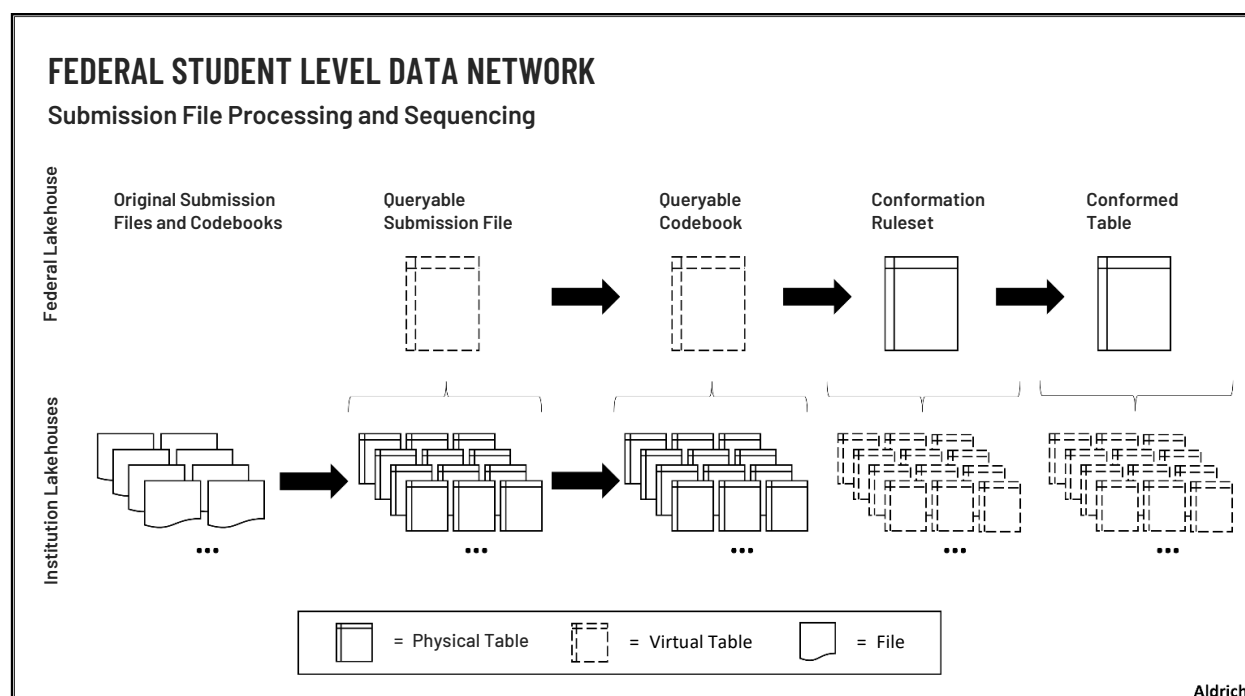 FEDERAL STUDENT LEVEL DATA NETWORK
Submission File Processing and Sequencing
Federal Lakehouse
Original Submission
Files and Codebooks
Queryable
Submission File
Queryable
Codebook
Conformation
Ruleset
Conformed
Table
Institution Lakehouses
...
...
...
...
...
= Physical Table
= Virtual Table
= File
Aldrich